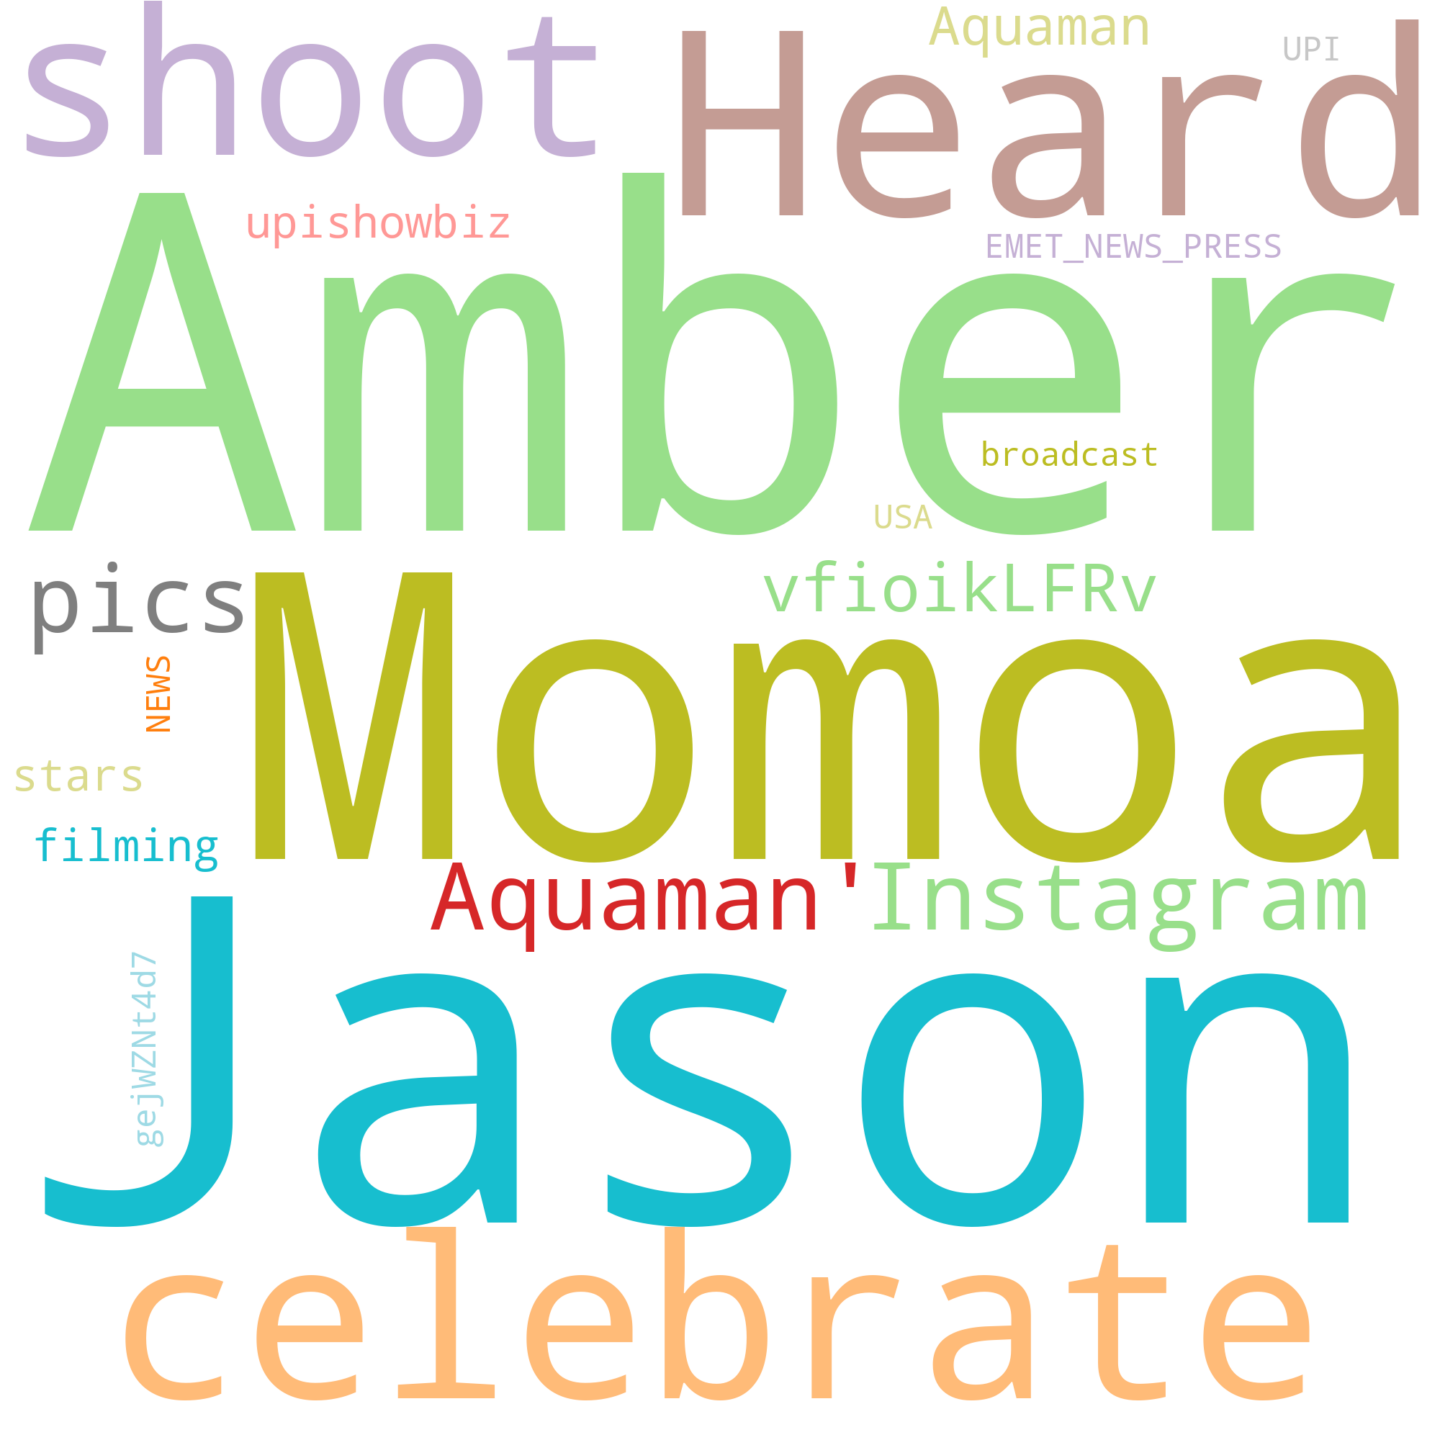 shoot
Heard
Aquaman
UPI
upishowbiz
EMET_NEWS_PRESS
Amber
broadcast
USA
pics
vfioikLFRv
NEWS
Momoa
stars
filming
Aquaman'
Instagram
gejWZNt4d7
Jason
celebrate